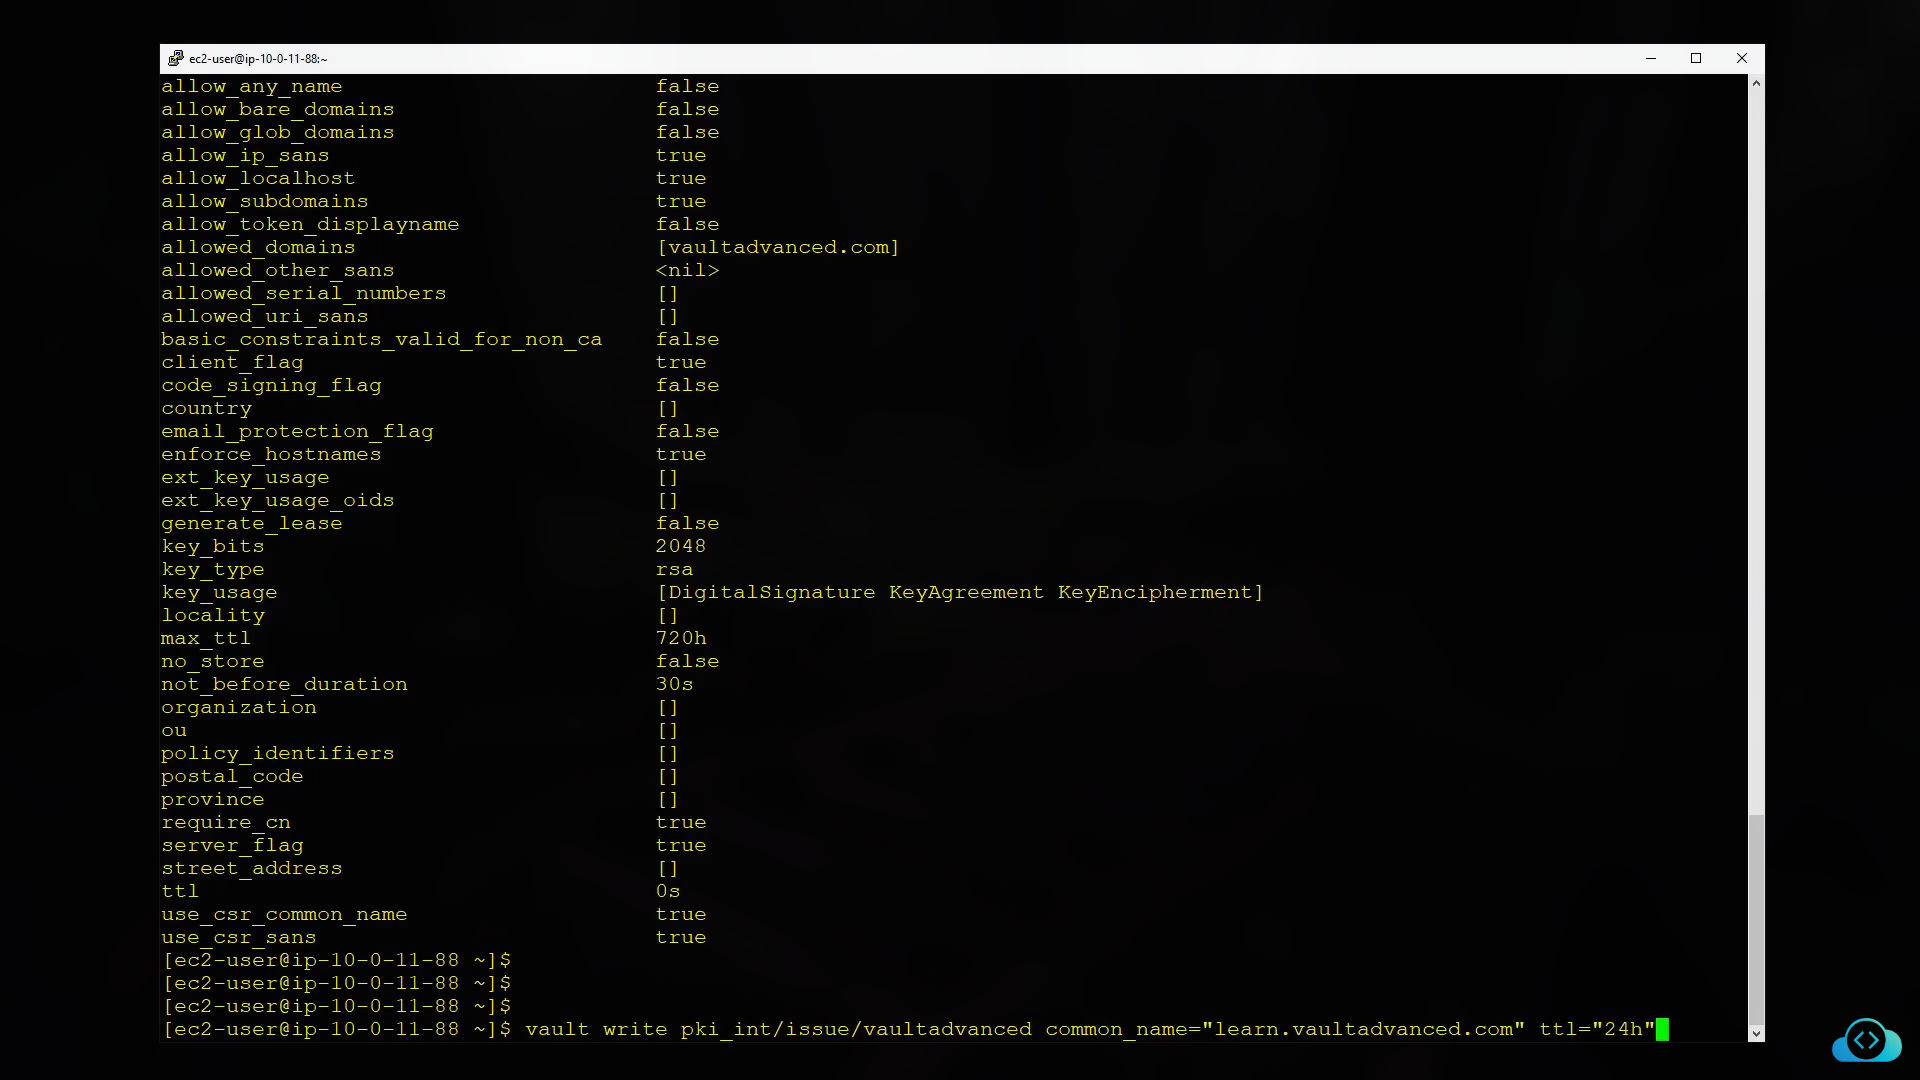 ec2-user@ip-10-0-11-88:~
allow_any_name false
allow_bare_domains false
allow_glob_domains false
allow_ip_sans true
allow_localhost true
allow_subdomains true
allow_token_displayname false
allowed_domains [vaultadvanced.com]
allowed_other_sans <nil>
allowed_serial_numbers []
allowed_uri_sans []
basic_constraints_valid_for_non_ca false
client_flag true
code_signing_flag false
country []
email_protection_flag false
enforce_hostnames true
ext_key_usage []
ext_key_usage_oids []
generate_lease false
key_bits 2048
key_type rsa
key_usage [DigitalSignature KeyAgreement KeyEncipherment]
locality []
max_ttl 720h
no_store false
not_before_duration 30s
organization []
ou []
policy_identifiers []
postal_code []
province []
require_cn true
server_flag true
street_address []
ttl 0s
use_csr_common_name true
use_csr_sans true
[ec2-user@ip-10-0-11-88 ~]$
[ec2-user@ip-10-0-11-88 ~]$
[ec2-user@ip-10-0-11-88 ~]$
[ec2-user@ip-10-0-11-88 ~]$ vault write pki_int/issue/vaultadvanced common_name="learn.vaultadvanced.com" ttl="24h"